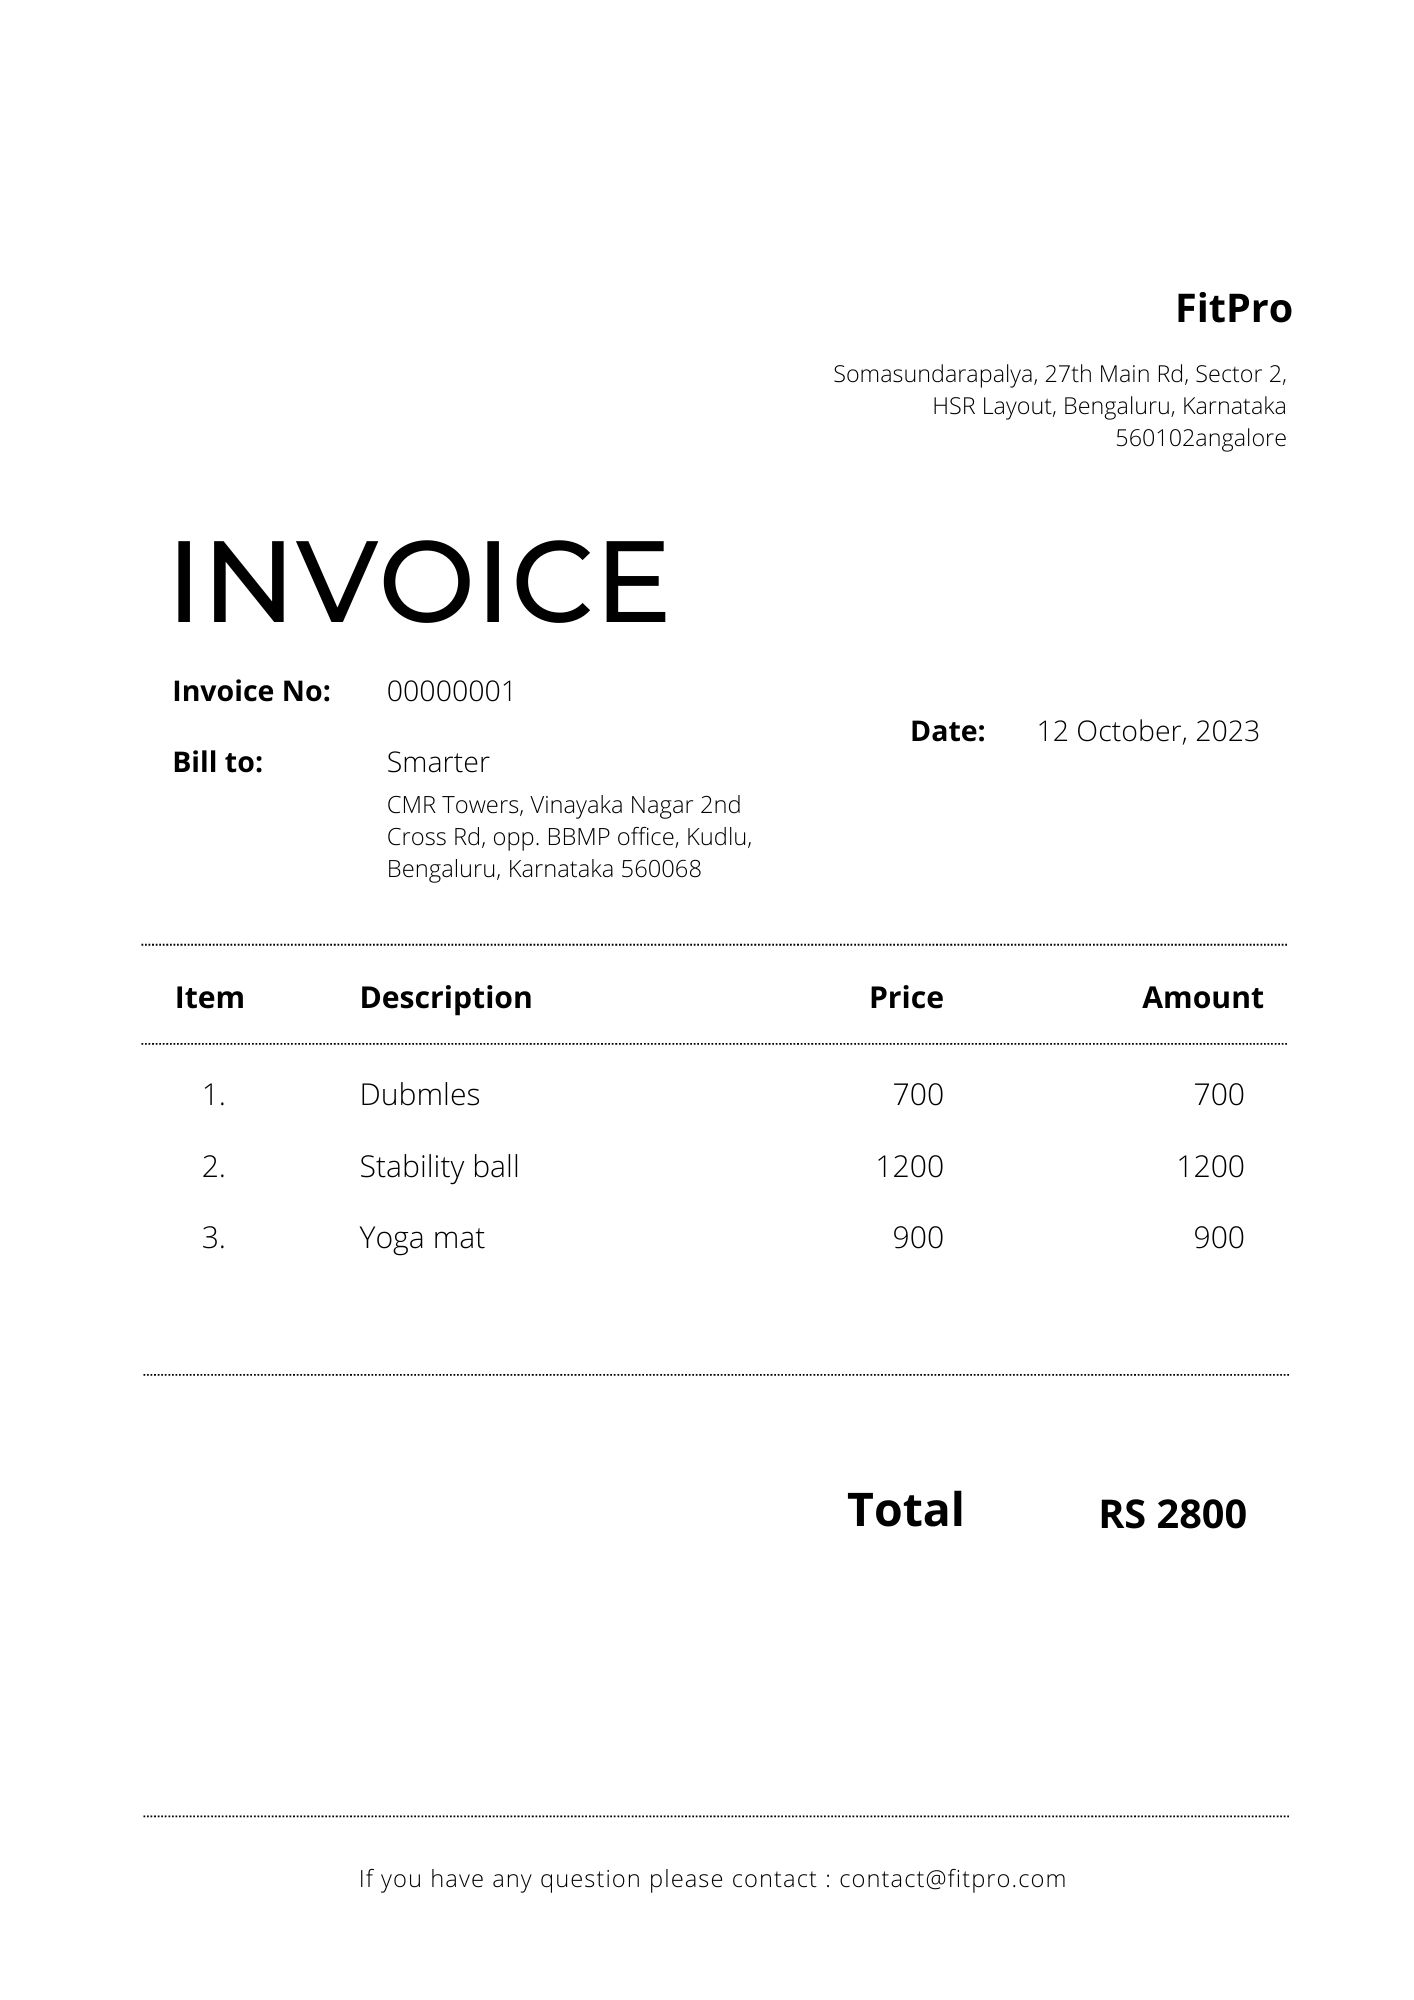 FitPro
Somasundarapalya, 27th Main Rd, Sector 2,
HSR Layout, Bengaluru, Karnataka
560102angalore
INVOICE
Invoice No: 00000001
Date: 12 October, 2023
Bill to: Smarter
CMR Towers, Vinayaka Nagar 2nd
Cross Rd, opp. BBMP office, Kudlu,
Bengaluru, Karnataka 560068
Item Description Price Amount
1. Dubmles 700 700
2. Stability ball 1200 1200
3. Yoga mat 900 900
Total RS 2800
If you have any question please contact : contact@fitpro.com